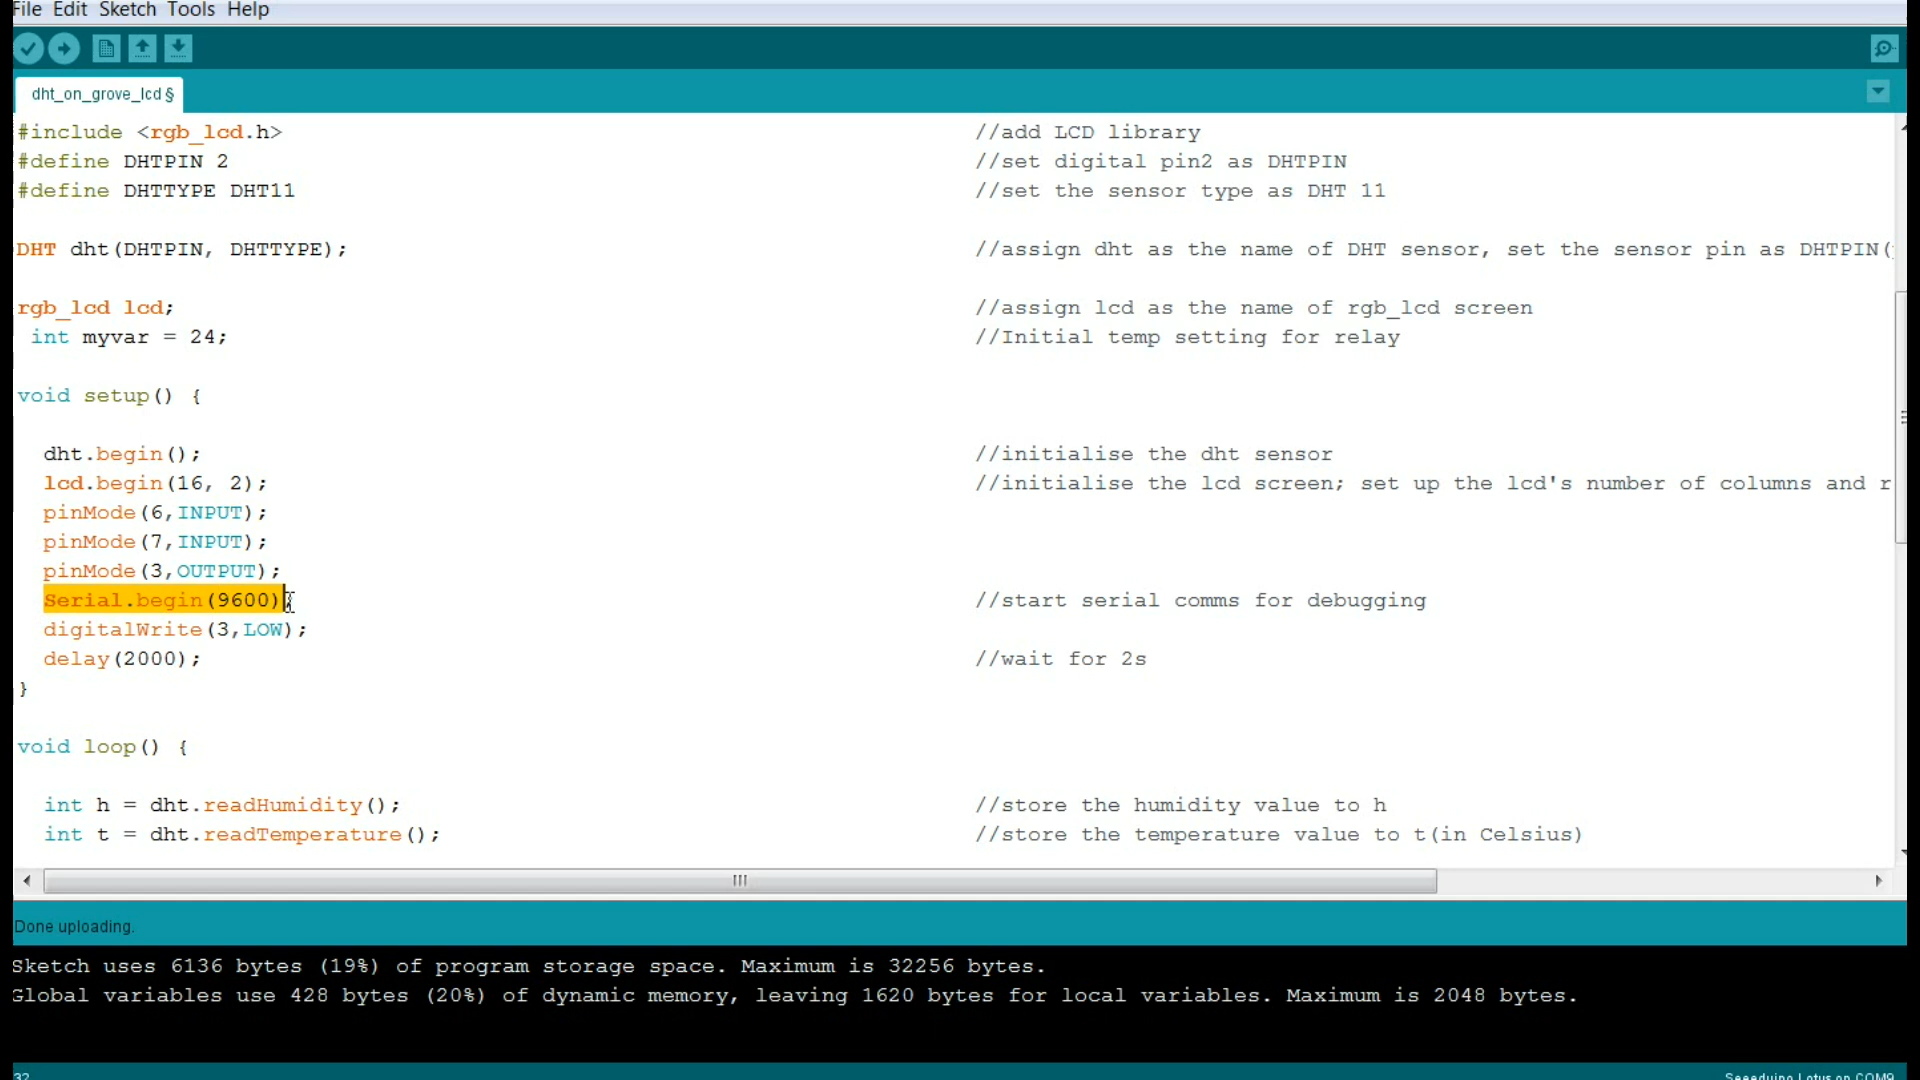 File Edit Sketch Tools Help
dht_on_grove_lcd §
#include <rgb_lcd.h> //add LCD library
#define DHTPIN 2 //set digital pin2 as DHTPIN
#define DHTTYPE DHT11 //set the sensor type as DHT 11
DHT dht(DHTPIN, DHTTYPE); //assign dht as the name of DHT sensor, set the sensor pin as DHTPIN(
rgb_lcd lcd; //assign lcd as the name of rgb_lcd screen
int myvar = 24; //Initial temp setting for relay
void setup() {
dht.begin(); //initialise the dht sensor
lcd.begin(16, 2); //initialise the lcd screen; set up the lcd's number of columns and r
pinMode(6,INPUT);
pinMode(7,INPUT);
pinMode(3,OUTPUT);
Serial.begin(9600); //start serial comms for debugging
digitalWrite(3,LOW);
delay(2000); //wait for 2s
}
void loop() {
int h = dht.readHumidity(); //store the humidity value to h
int t = dht.readTemperature(); //store the temperature value to t(in Celsius)
Done uploading.
Sketch uses 6136 bytes (19%) of program storage space. Maximum is 32256 bytes.
Global variables use 428 bytes (20%) of dynamic memory, leaving 1620 bytes for local variables. Maximum is 2048 bytes.
32 Seeeduino Lotus on COM9